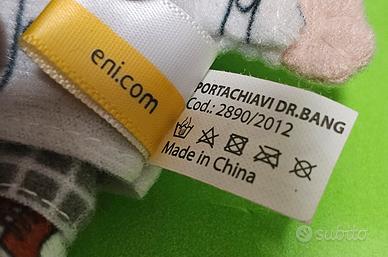 eni.com
PORTACHIAVI DR.BANG
Cod.: 2890/2012
Made in China
subito